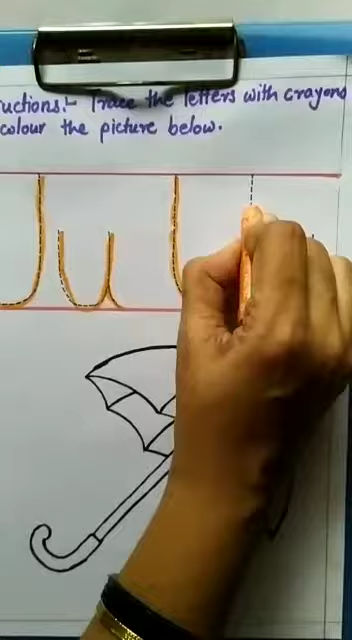 uctions:- Trace the letters with crayons
colour the picture below.
U u U